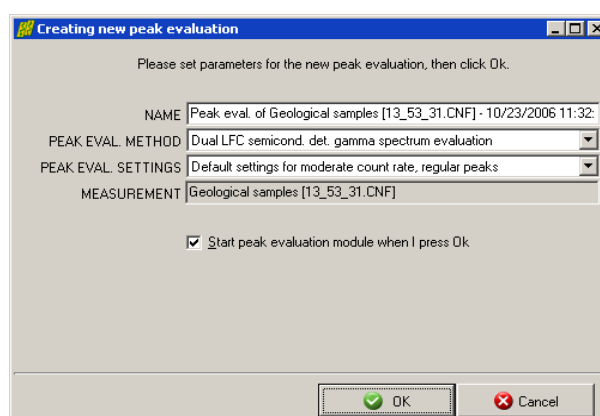 Creating new peak evaluation
Please set parameters for the new peak evaluation, then click Ok.
NAME Peak eval. of Geological samples [13_53_31.CNF] - 10/23/2006 11:32:
PEAK EVAL. METHOD Dual LFC semicond. det. gamma spectrum evaluation
PEAK EVAL. SETTINGS Default settings for moderate count rate, regular peaks
MEASUREMENT Geological samples [13_53_31.CNF]
Start peak evaluation module when I press Ok
OK Cancel